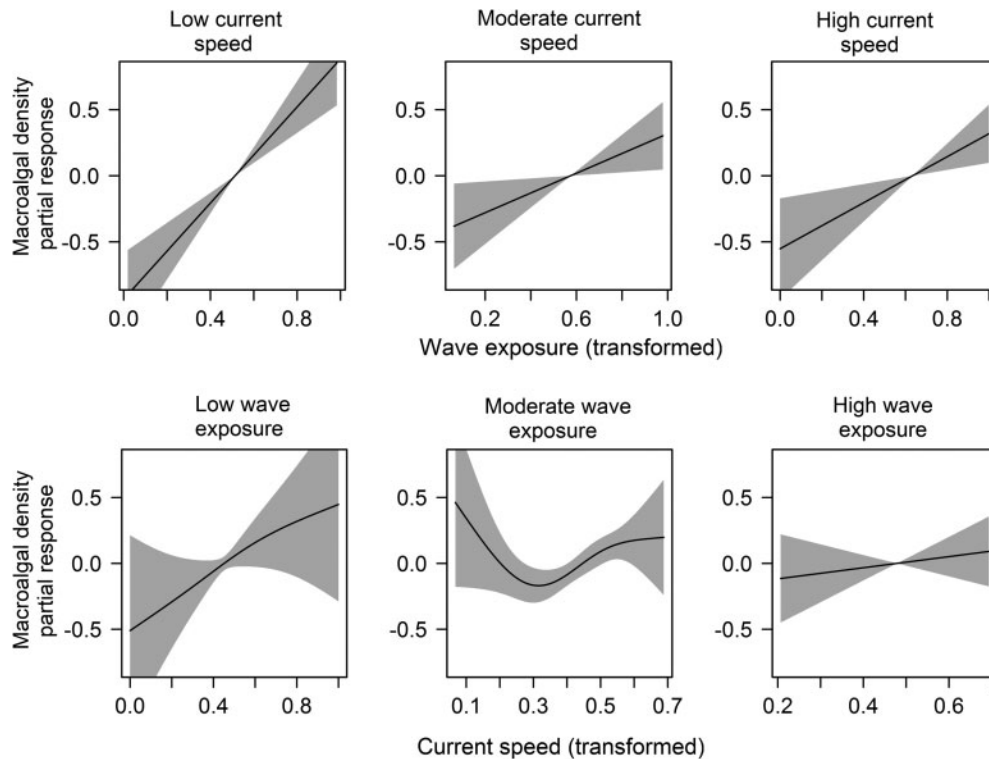 Low current
speed
Moderate current
speed
High current
speed
Macroalgal density
partial response
0.5
0.0
-0.5
0.0 0.4 0.8
0.2 0.6 1.0
0.0 0.4 0.8
Wave exposure (transformed)
Low wave
exposure
Moderate wave
exposure
High wave
exposure
Macroalgal density
partial response
0.5
0.0
-0.5
0.5
0.0
-0.5
0.5
0.0
-0.5
0.5
0.0
-0.5
0.5
0.0
-0.5
0.0 0.4 0.8
0.1 0.3 0.5 0.7
0.2 0.4 0.6
Current speed (transformed)